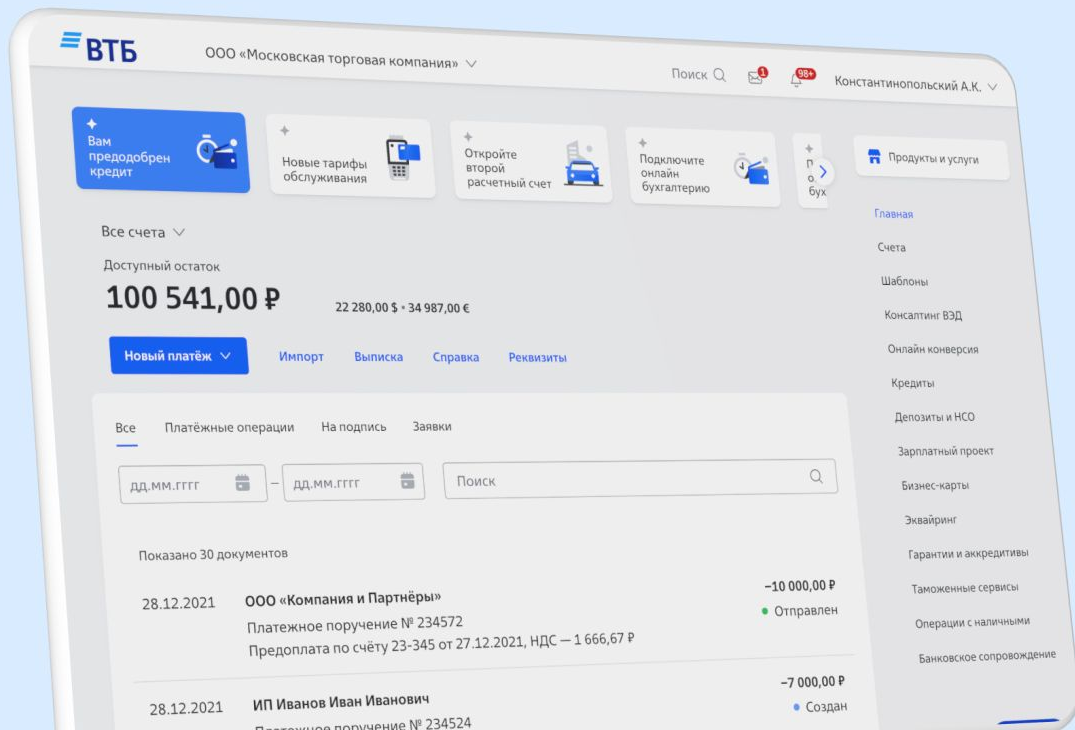 ВТБ
ООО «Московская торговая компания»
Поиск
1
98+
Константинопольский А.К.
Вам
предодобрен
кредит
Новые тарифы
обслуживания
Откройте
второй
расчетный счет
Подключите
онлайн
бухгалтерию
бух
Продукты и услуги
Все счета
Доступный остаток
100 541,00 ₽
22 280,00 $ • 34 987,00 €
Новый платёж
Импорт
Выписка
Справка
Реквизиты
Главная
Счета
Шаблоны
Консалтинг ВЭД
Онлайн конверсия
Кредиты
Депозиты и НСО
Зарплатный проект
Бизнес-карты
Эквайринг
Гарантии и аккредитивы
Таможенные сервисы
Операции с наличными
Банковское сопровождение
Все
Платёжные операции
На подпись
Заявки
дд.мм.гггг
–
дд.мм.гггг
Поиск
Показано 30 документов
28.12.2021
ООО «Компания и Партнёры»
Платежное поручение № 234572
Предоплата по счёту 23-345 от 27.12.2021, НДС — 1 666,67 ₽
−10 000,00 ₽
Отправлен
28.12.2021
ИП Иванов Иван Иванович
Платежное поручение № 234524
−7 000,00 ₽
Создан